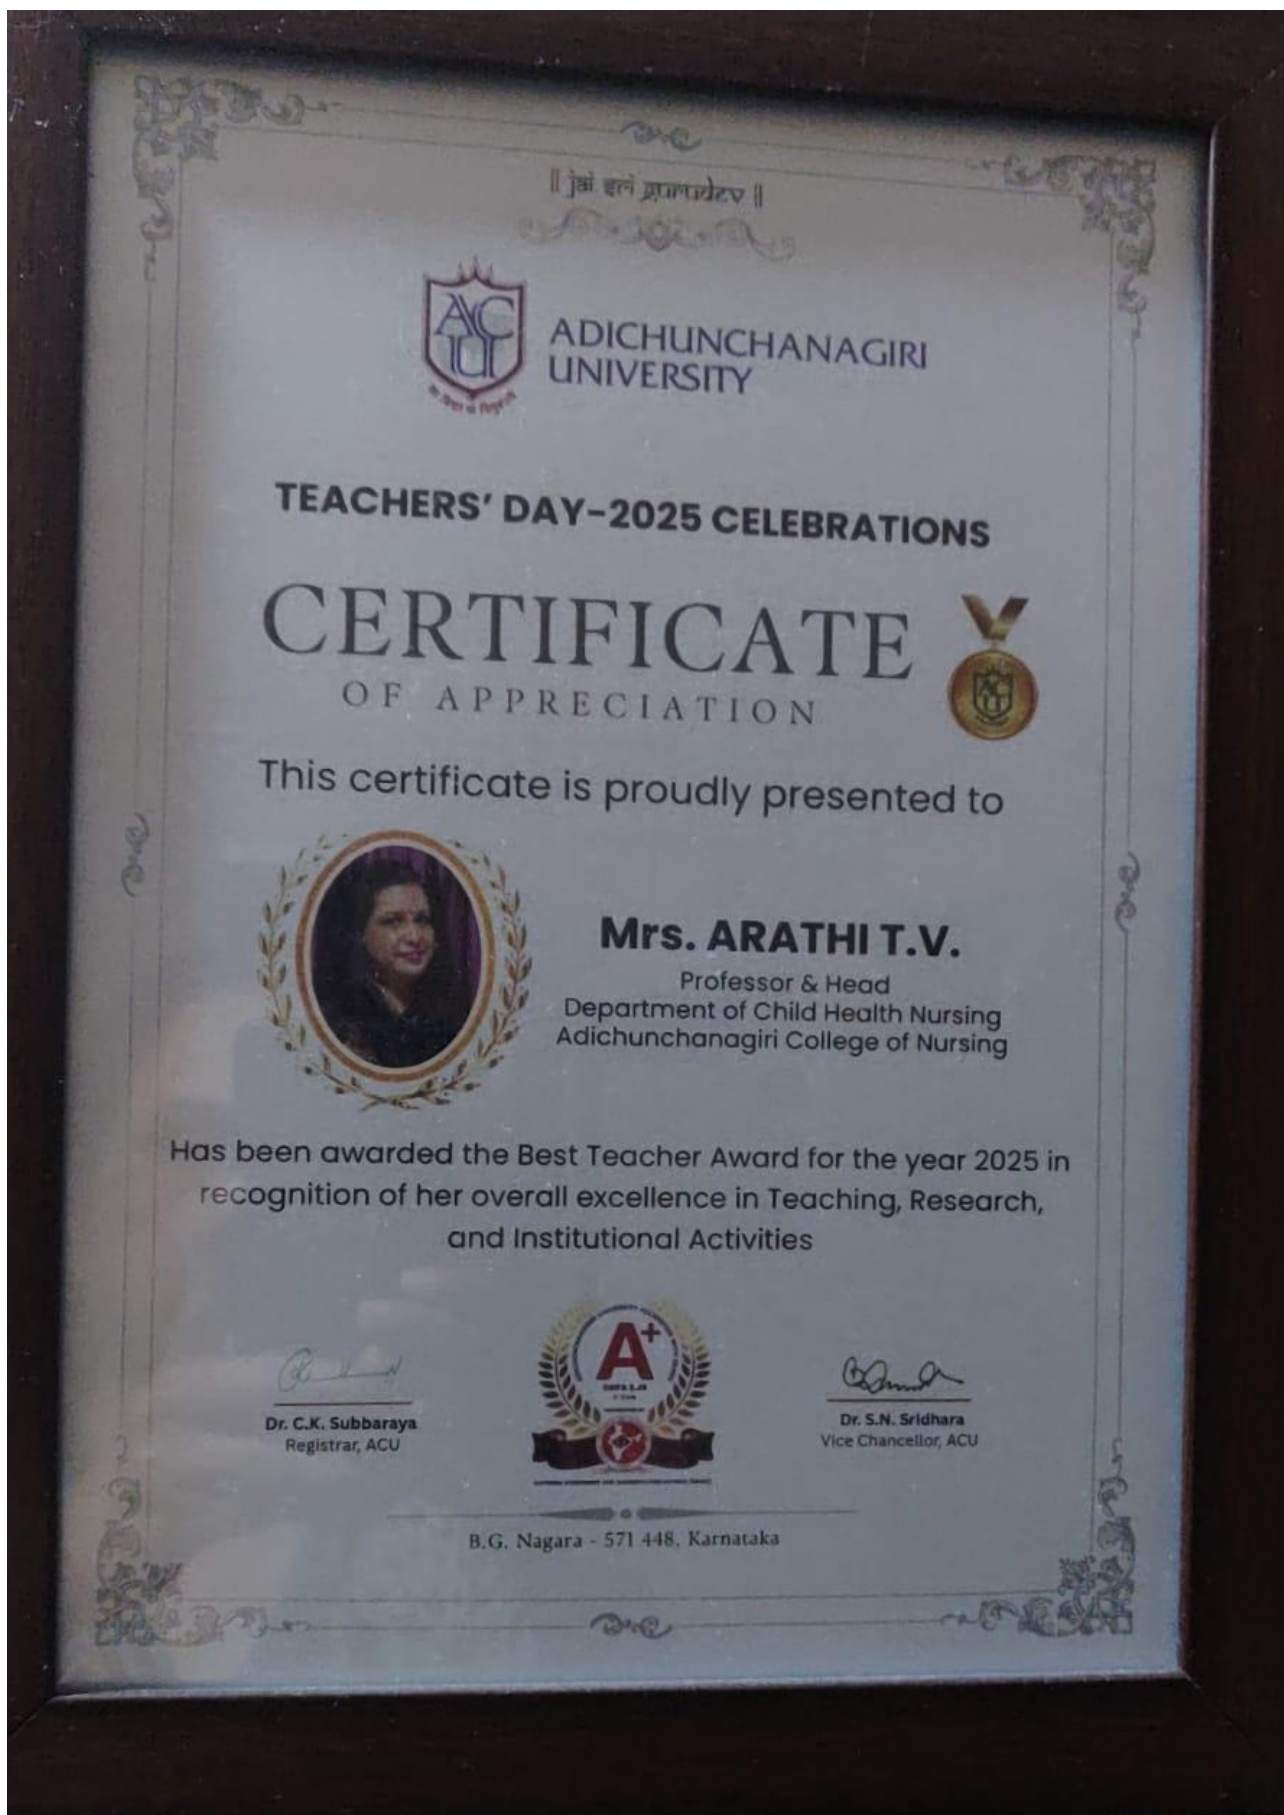 || jai sri gurudev ||
ACU
ADICHUNCHANAGIRI
UNIVERSITY
TEACHERS’ DAY-2025 CELEBRATIONS
CERTIFICATE
OF APPRECIATION
This certificate is proudly presented to
Mrs. ARATHI T.V.
Professor & Head
Department of Child Health Nursing
Adichunchanagiri College of Nursing
Has been awarded the Best Teacher Award for the year 2025 in
recognition of her overall excellence in Teaching, Research,
and Institutional Activities
A+
Dr. C.K. Subbaraya
Registrar, ACU
Dr. S.N. Sridhara
Vice Chancellor, ACU
B.G. Nagara - 571 448, Karnataka